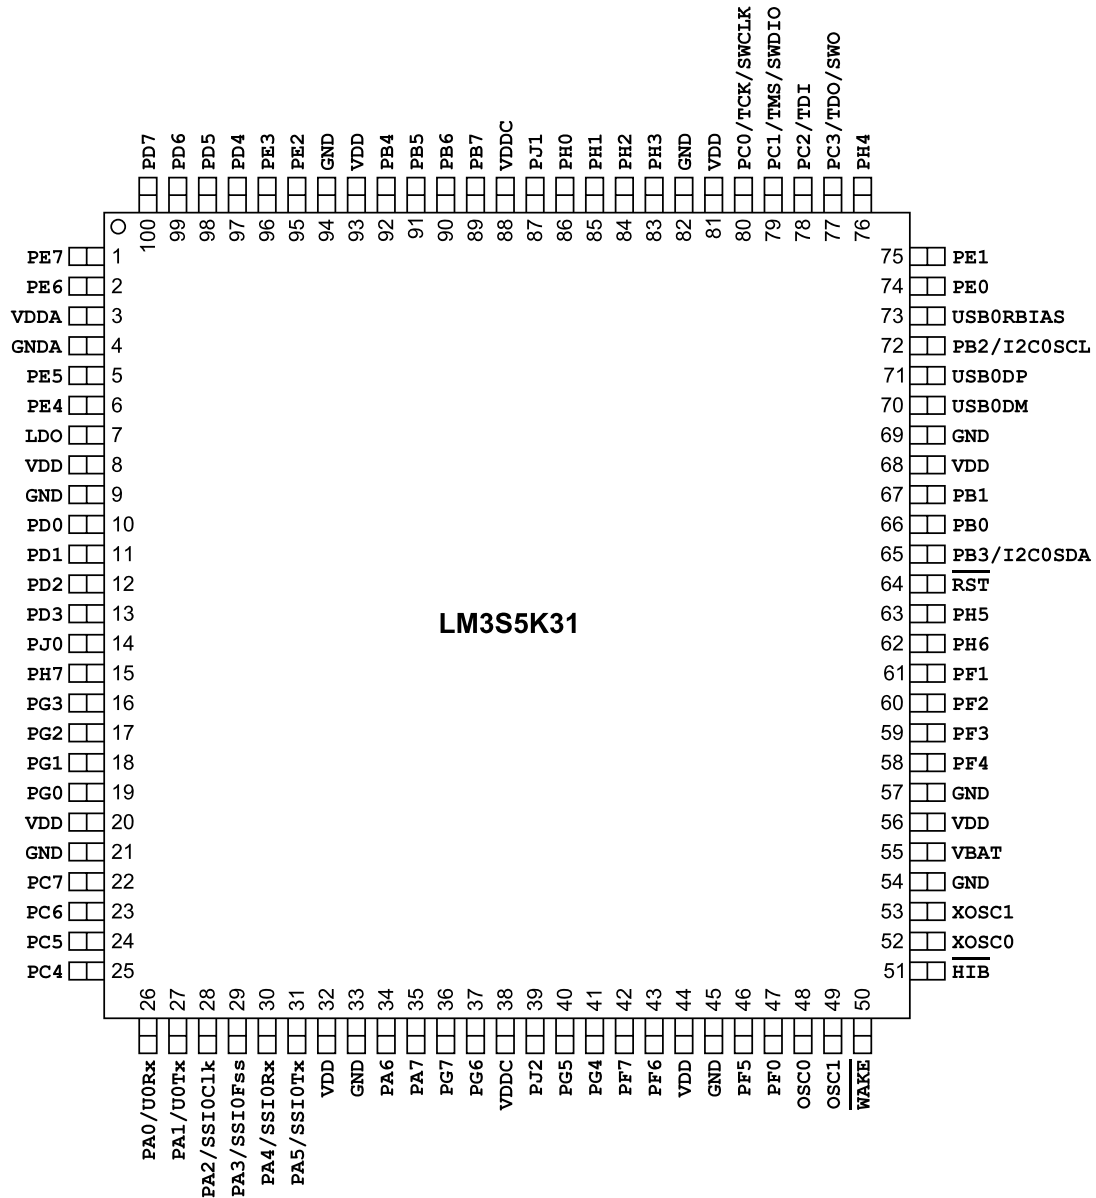 PD7
PD6
PD5
PD4
PE3
PE2
GND
VDD
PB4
PB5
PB6
PB7
VDDC
PJ1
PH0
PH1
PH2
PH3
GND
VDD
PC0/TCK/SWCLK
PC1/TMS/SWDIO
PC2/TDI
PC3/TDO/SWO
PH4
100
99
98
97
96
95
94
93
92
91
90
89
88
87
86
85
84
83
82
81
80
79
78
77
76
PE7 1
PE6 2
VDDA 3
GNDA 4
PE5 5
PE4 6
LDO 7
VDD 8
GND 9
PD0 10
PD1 11
PD2 12
PD3 13
PJ0 14
PH7 15
PG3 16
PG2 17
PG1 18
PG0 19
VDD 20
GND 21
PC7 22
PC6 23
PC5 24
PC4 25
LM3S5K31
75 PE1
74 PE0
73 USB0RBIAS
72 PB2/I2C0SCL
71 USB0DP
70 USB0DM
69 GND
68 VDD
67 PB1
66 PB0
65 PB3/I2C0SDA
64 RST
63 PH5
62 PH6
61 PF1
60 PF2
59 PF3
58 PF4
57 GND
56 VDD
55 VBAT
54 GND
53 XOSC1
52 XOSC0
51 HIB
26
27
28
29
30
31
32
33
34
35
36
37
38
39
40
41
42
43
44
45
46
47
48
49
50
PA0/U0Rx
PA1/U0Tx
PA2/SSI0Clk
PA3/SSI0Fss
PA4/SSI0Rx
PA5/SSI0Tx
VDD
GND
PA6
PA7
PG7
PG6
VDDC
PJ2
PG5
PG4
PF7
PF6
VDD
GND
PF5
PF0
OSC0
OSC1
WAKE